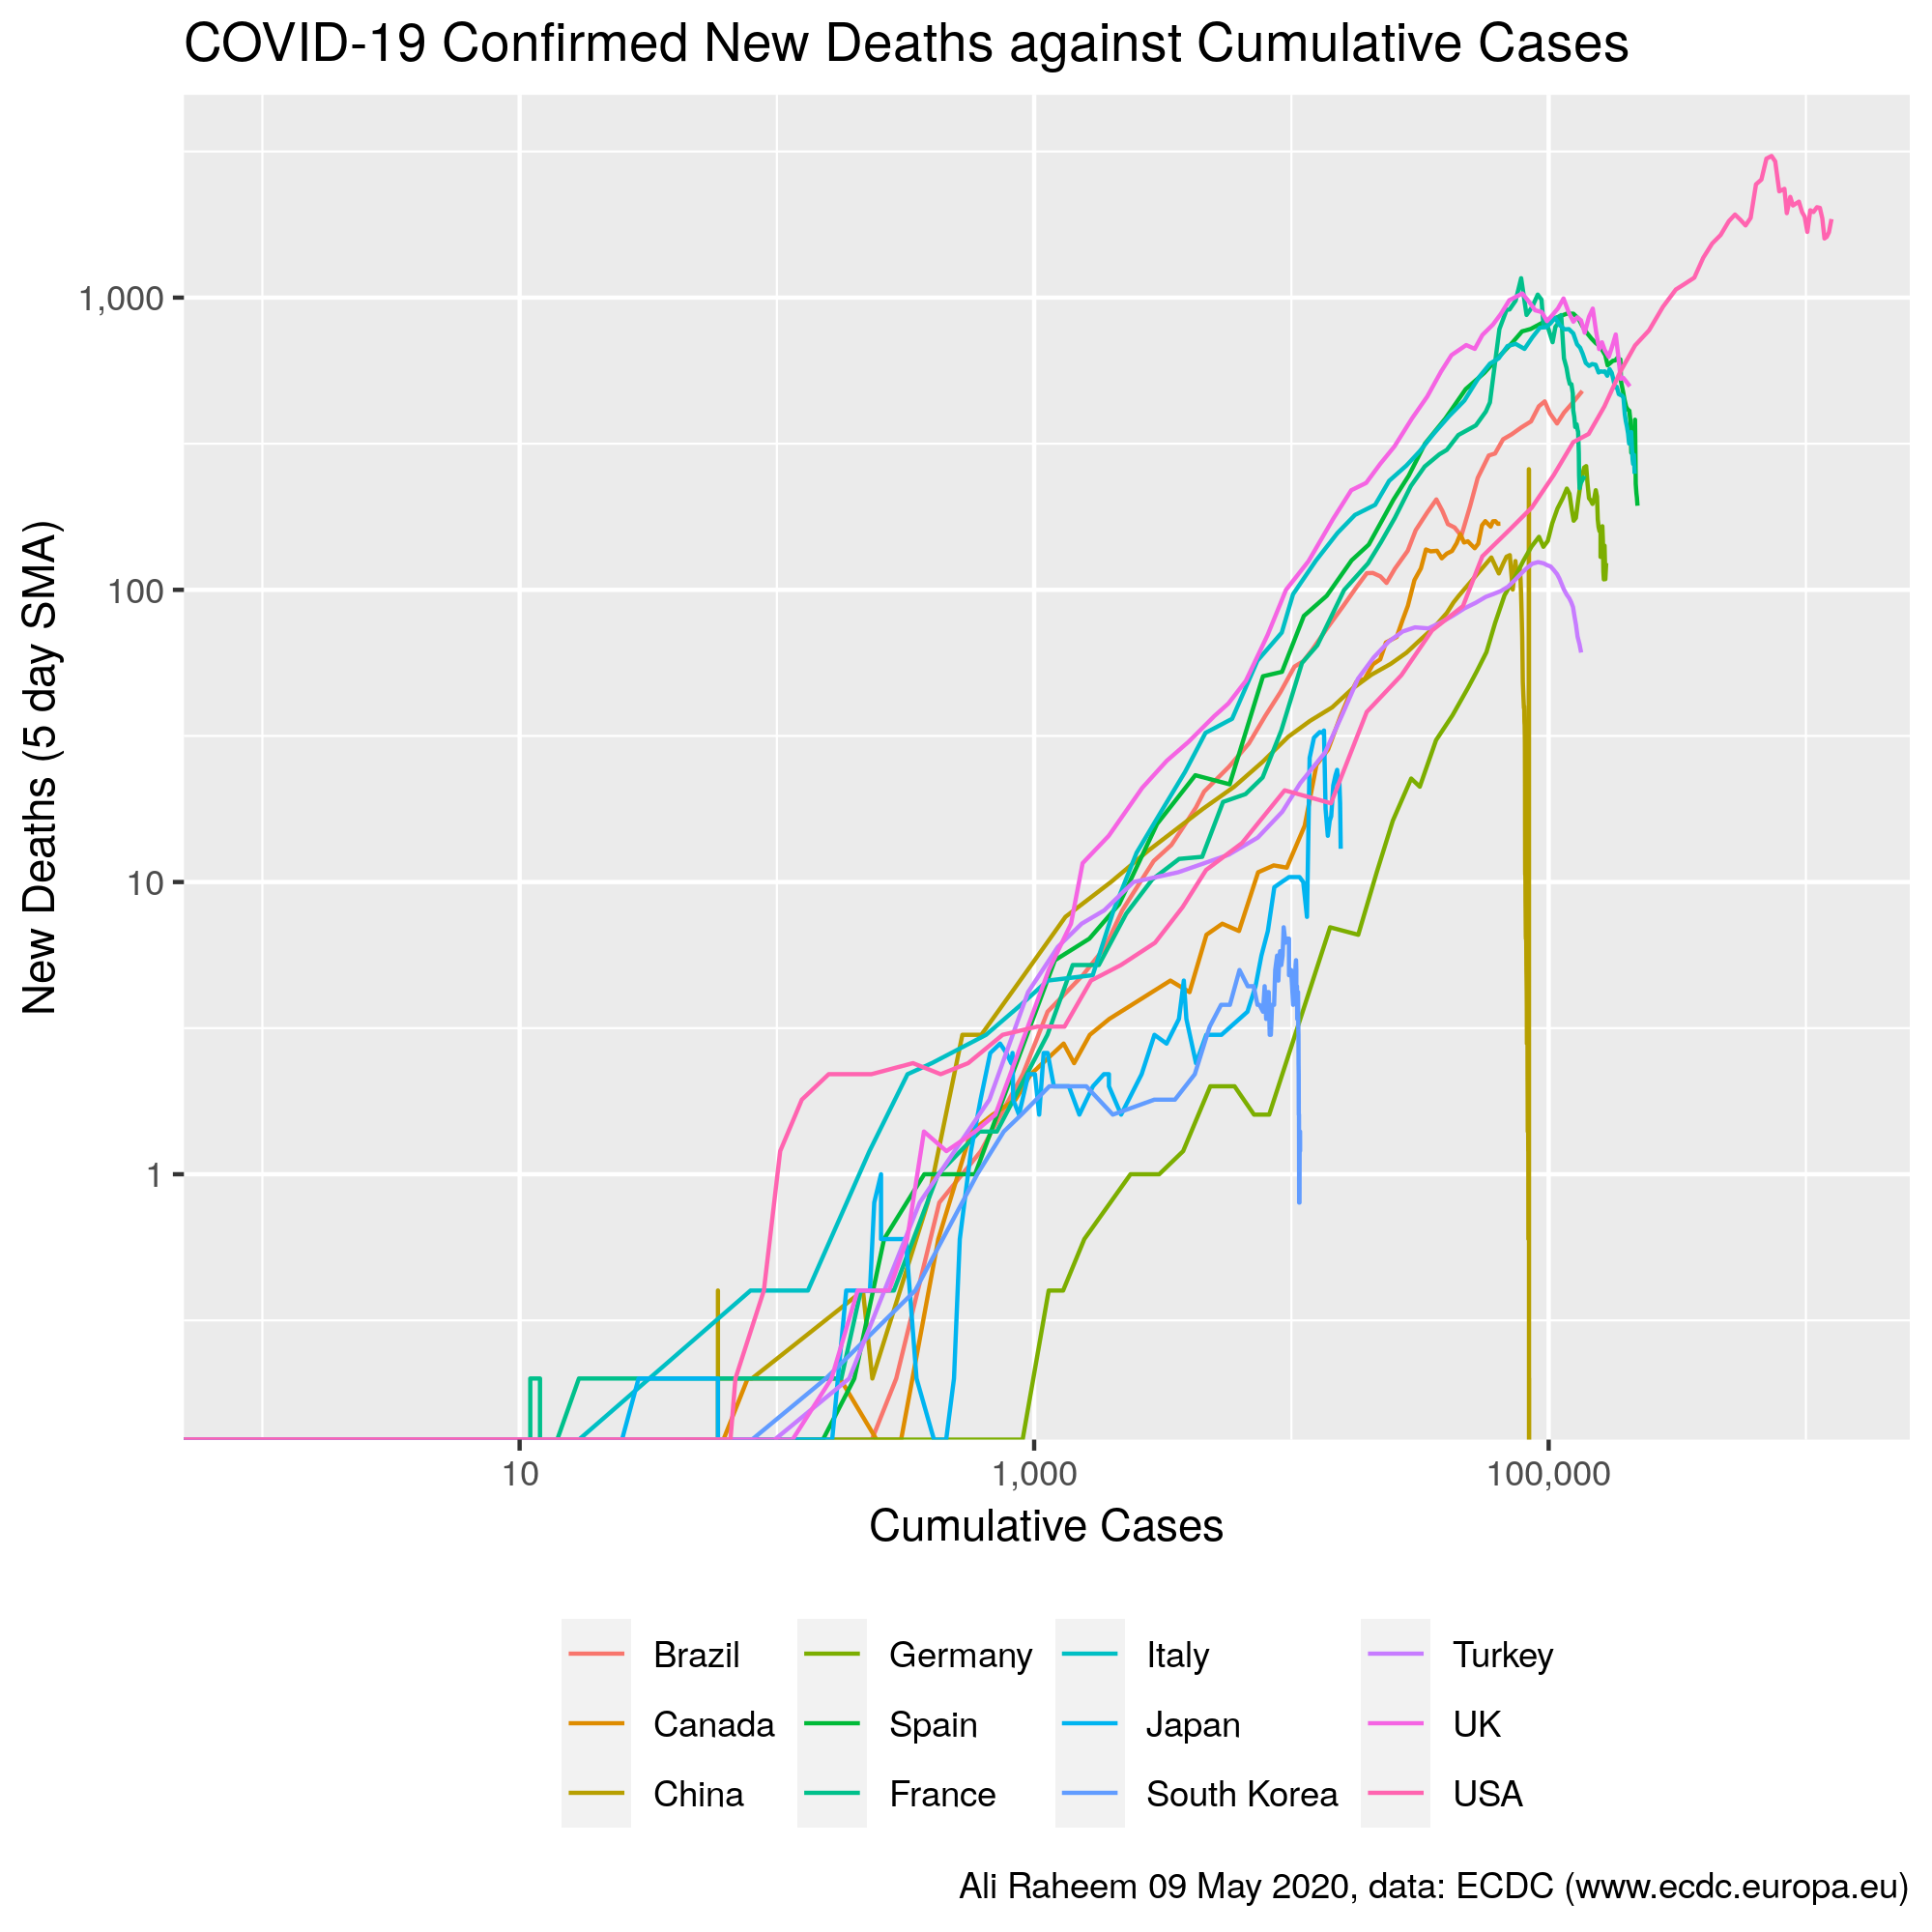 COVID-19 Confirmed New Deaths against Cumulative Cases
New Deaths (5 day SMA)
1,000
100
10
1
10 1,000 100,000
Cumulative Cases
Brazil Germany Italy Turkey
Canada Spain Japan UK
China France South Korea USA
Ali Raheem 09 May 2020, data: ECDC (www.ecdc.europa.eu)